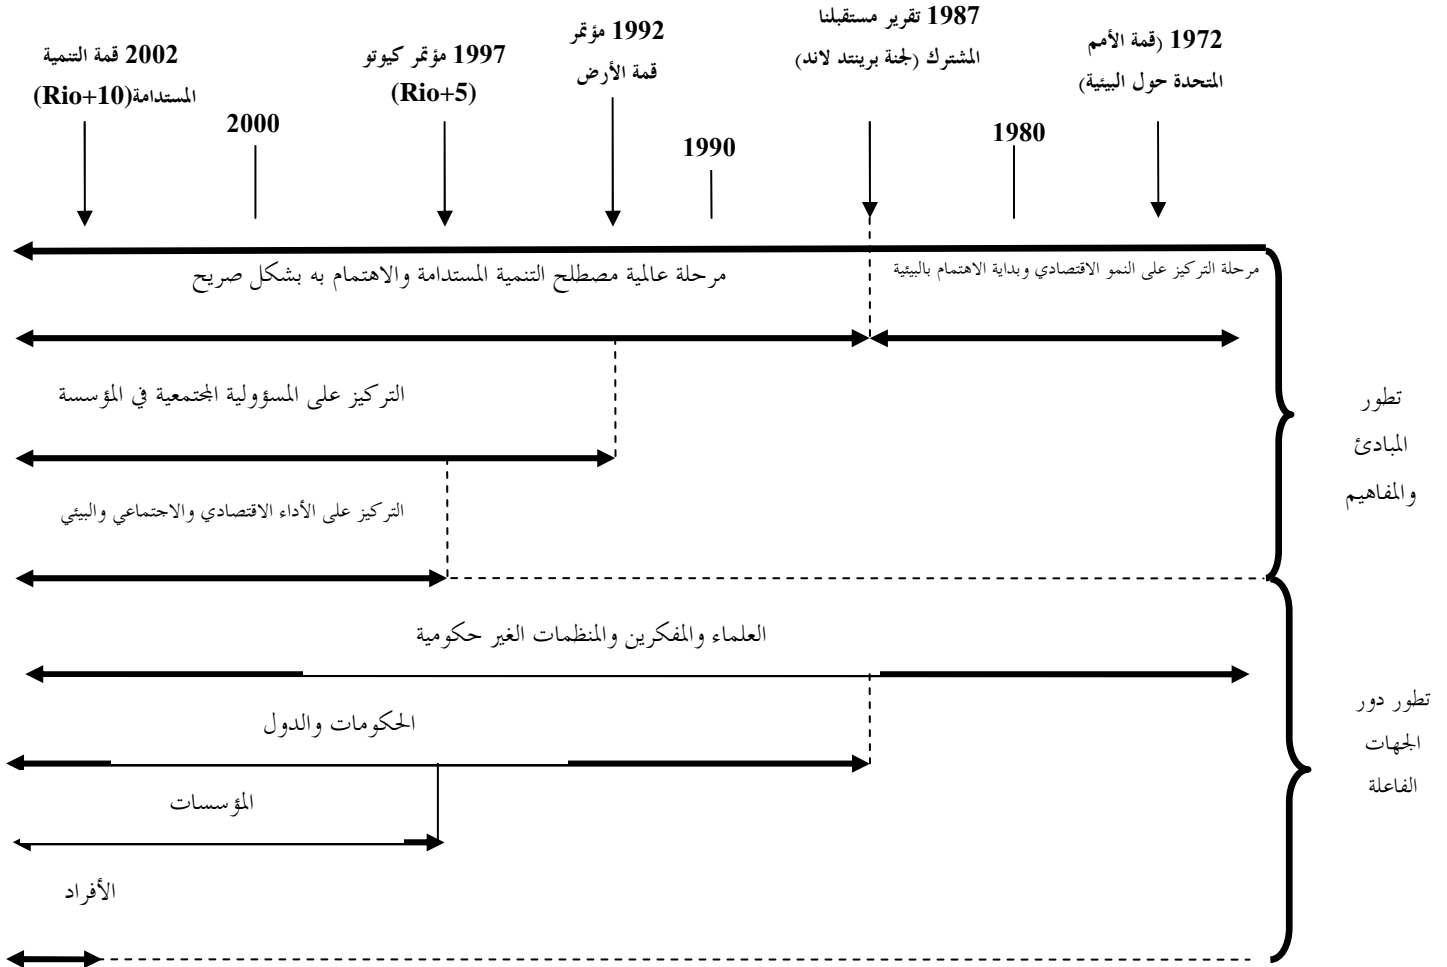 1972 (قمة الأمم
المتحدة حول البيئية)
1980
1987 تقرير مستقبلنا
المشترك (لجنة برينتد لاند)
1990
1992 مؤتمر
قمة الأرض
1997 مؤتمر كيوتو
(Rio+5)
2000
2002 قمة التنمية
المستدامة(Rio+10)
مرحلة التركيز على النمو الاقتصادي وبداية الاهتمام بالبيئية
مرحلة عالمية مصطلح التنمية المستدامة والاهتمام به بشكل صريح
التركيز على المسؤولية المجتمعية في المؤسسة
التركيز على الأداء الاقتصادي والاجتماعي والبيئي
تطور
المبادئ
والمفاهيم
العلماء والمفكرين والمنظمات الغير حكومية
الحكومات والدول
المؤسسات
الأفراد
تطور دور
الجهات
الفاعلة